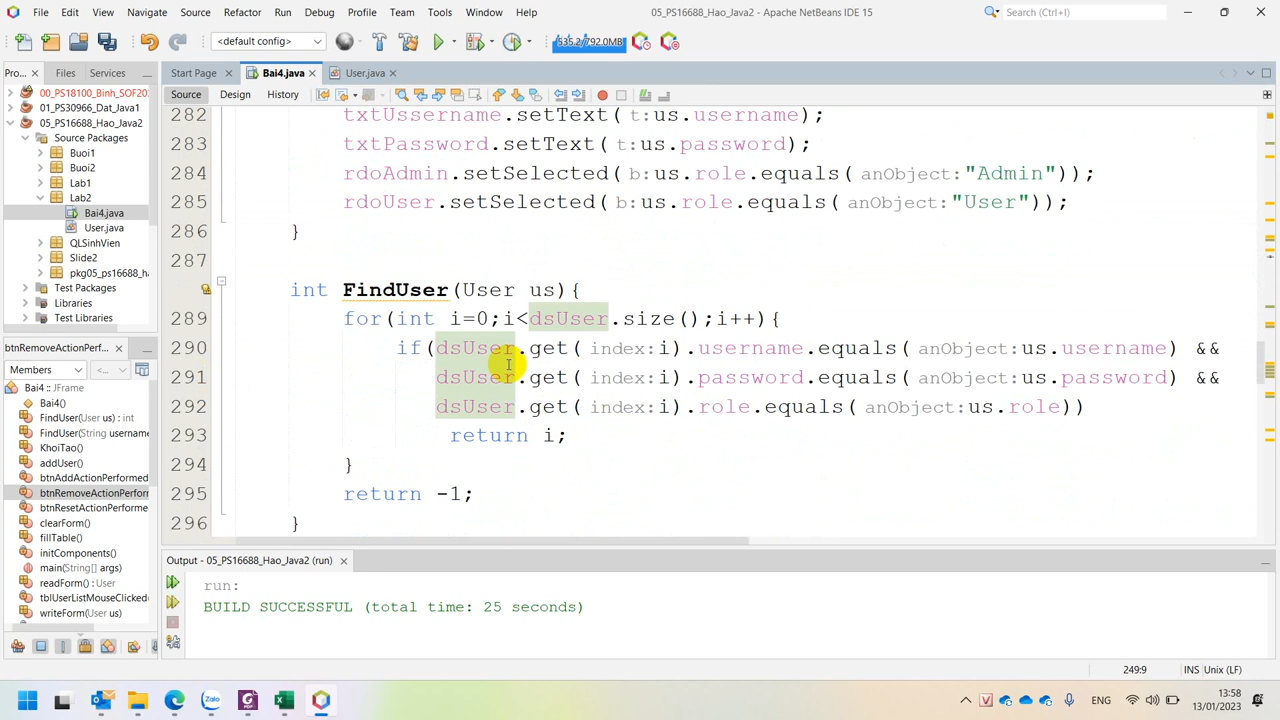 File Edit View Navigate Source Refactor Run Debug Profile Team Tools Window Help 05_PS16688_Hao_Java2 - Apache NetBeans IDE 15 Search (Ctrl+I)
<default config> 535.2/792.0MB
Pro... Files Services Start Page Bai4.java User.java
Source Design History
00_PS18100_Binh_SOF20
01_PS30966_Dat_Java1
05_PS16688_Hao_Java2
Source Packages
Buoi1
Buoi2
Lab1
Lab2
Bai4.java
User.java
QLSinhVien
Slide2
pkg05_ps16688_ha
Test Packages
Libraries
Test Libraries
btnRemoveActionPerfo...
Members <empty>
Bai4 :: JFrame
Bai4()
FindUser(User us) : int
FindUser(String username
KhoiTao()
addUser()
btnAddActionPerformed
btnRemoveActionPerform
btnResetActionPerformed
clearForm()
fillTable()
initComponents()
main(String[] args)
readForm() : User
tblUserListMouseClicked
writeForm(User us)
282 txtUssername.setText( t:us.username);
283 txtPassword.setText( t:us.password);
284 rdoAdmin.setSelected( b:us.role.equals( anObject:"Admin"));
285 rdoUser.setSelected( b:us.role.equals( anObject:"User"));
286 }
287
int FindUser(User us){
289 for(int i=0;i<dsUser.size();i++){
290 if(dsUser.get( index:i).username.equals( anObject:us.username) &&
291 dsUser.get( index:i).password.equals( anObject:us.password) &&
292 dsUser.get( index:i).role.equals( anObject:us.role))
293 return i;
294 }
295 return -1;
296 }
Output - 05_PS16688_Hao_Java2 (run)
run:
BUILD SUCCESSFUL (total time: 25 seconds)
249:9 INS Unix (LF)
Zalo PDF ENG 13:58
13/01/2023